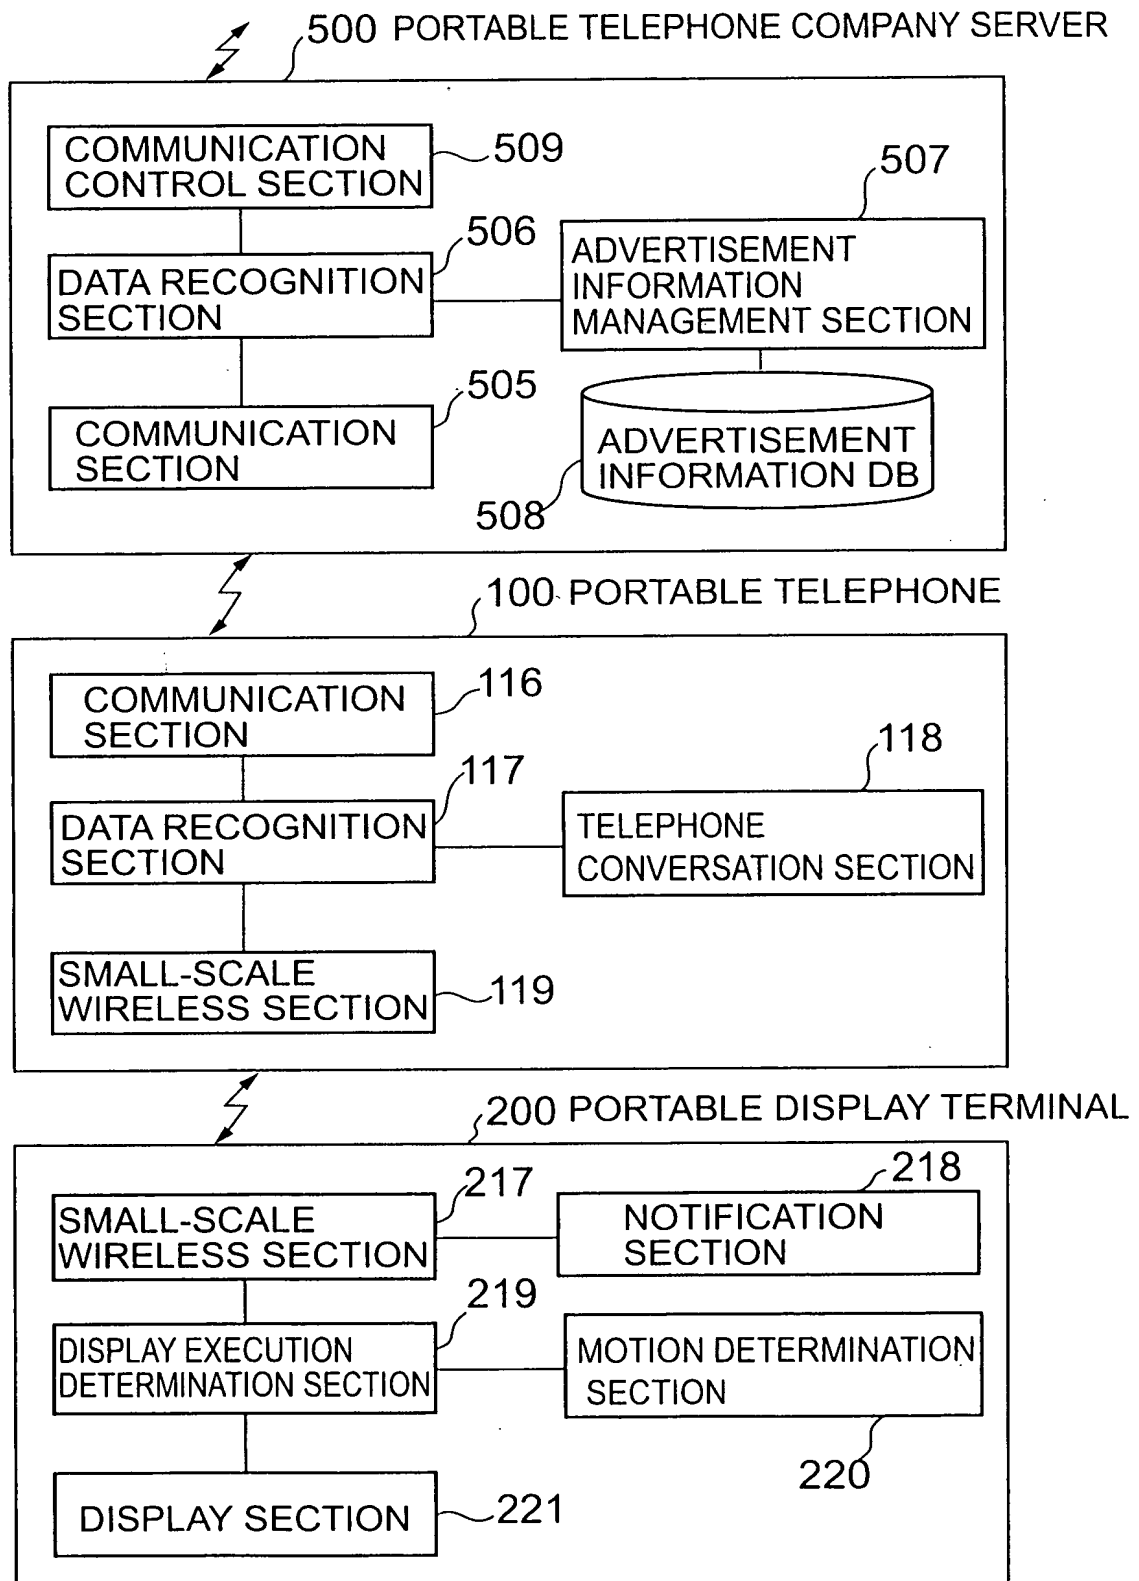 500 PORTABLE TELEPHONE COMPANY SERVER
COMMUNICATION
CONTROL SECTION
509
507
506
DATA RECOGNITION
SECTION
ADVERTISEMENT
INFORMATION
MANAGEMENT SECTION
505
COMMUNICATION
SECTION
ADVERTISEMENT
INFORMATION DB
508
100 PORTABLE TELEPHONE
COMMUNICATION
SECTION
116
118
117
DATA RECOGNITION
SECTION
TELEPHONE
CONVERSATION SECTION
SMALL-SCALE
WIRELESS SECTION
119
200 PORTABLE DISPLAY TERMINAL
217
218
SMALL-SCALE
WIRELESS SECTION
NOTIFICATION
SECTION
219
DISPLAY EXECUTION
DETERMINATION SECTION
MOTION DETERMINATION
SECTION
220
DISPLAY SECTION
221